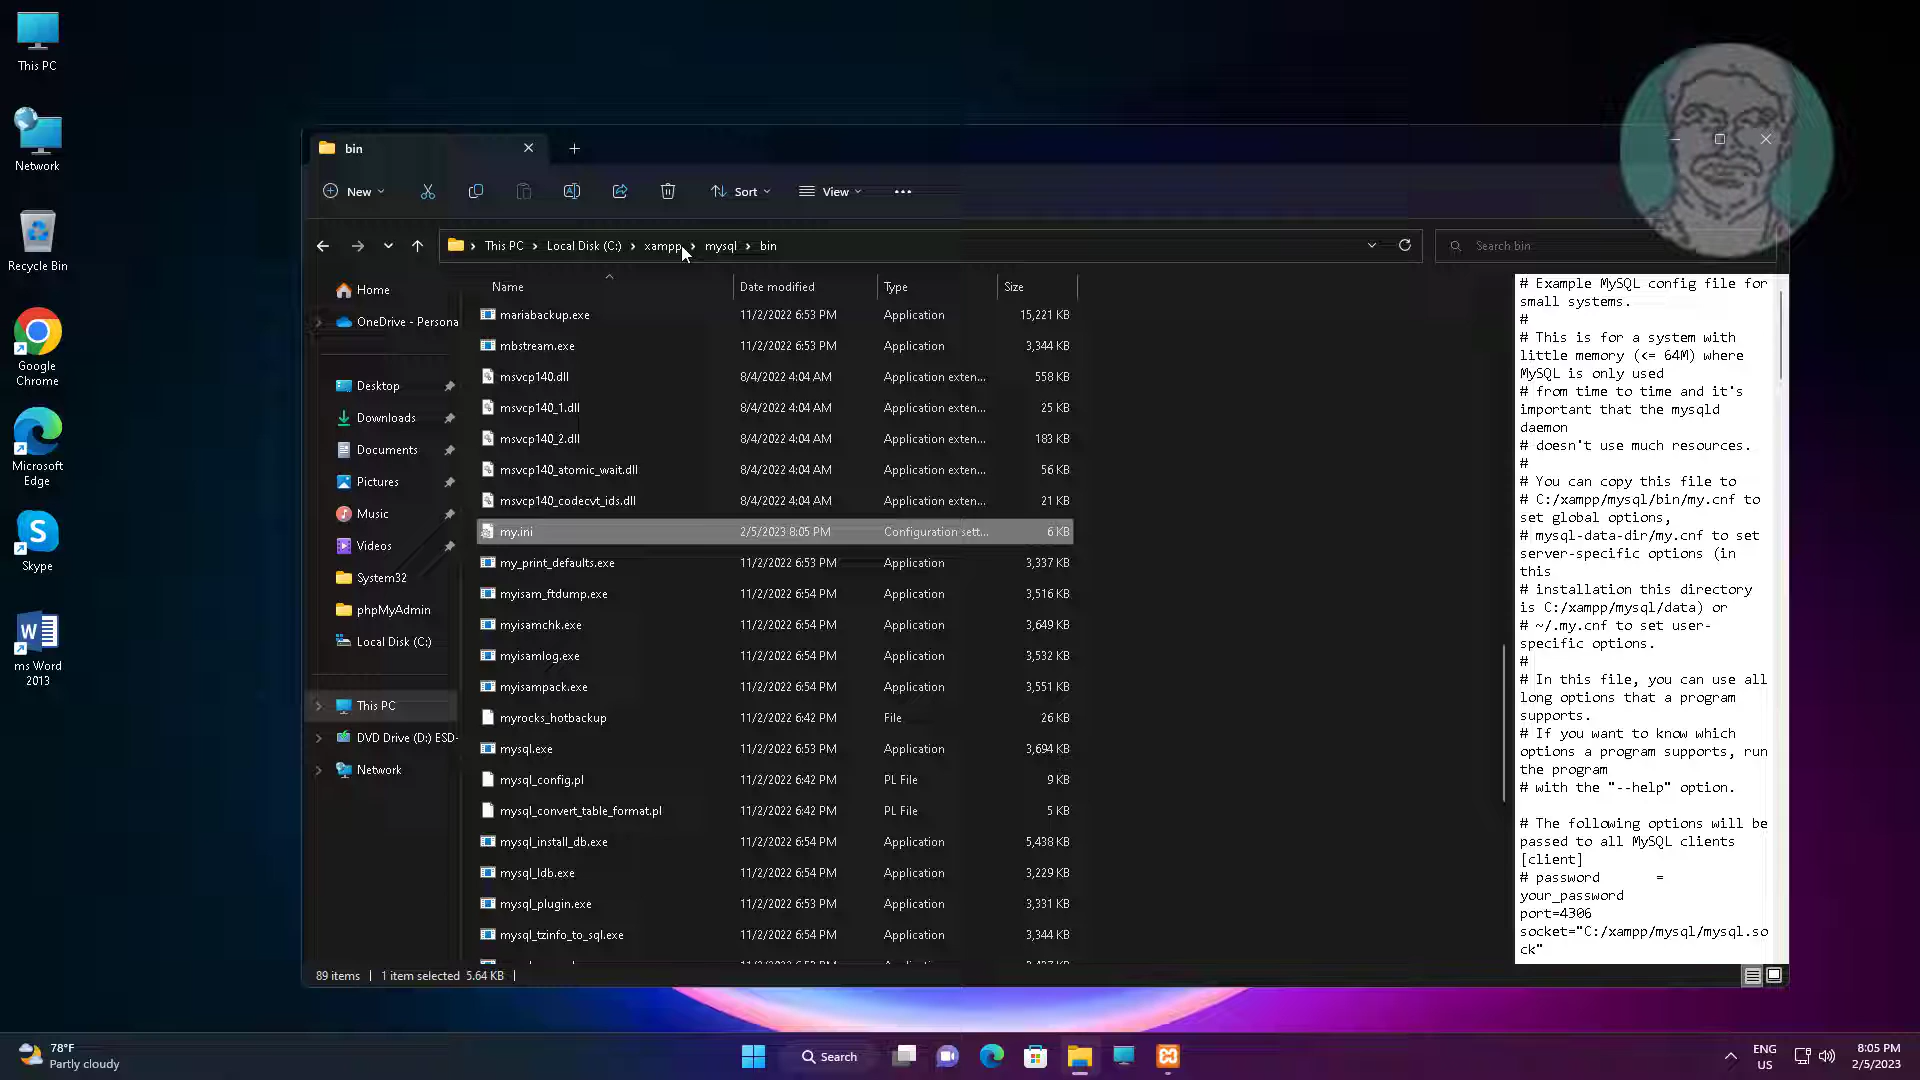 This PC
Network
Recycle Bin
Google
Chrome
Microsoft
Edge
Skype
ms Word
2013
bin
New
Sort
View
This PC > Local Disk (C:) > xampp > mysql > bin
Search bin
Home
OneDrive - Persona
Desktop
Downloads
Documents
Pictures
Music
Videos
System32
phpMyAdmin
Local Disk (C:)
This PC
DVD Drive (D:) ESD-
Network
Name Date modified Type Size
mariabackup.exe 11/2/2022 6:53 PM Application 15,221 KB
mbstream.exe 11/2/2022 6:53 PM Application 3,344 KB
msvcp140.dll 8/4/2022 4:04 AM Application exten... 558 KB
msvcp140_1.dll 8/4/2022 4:04 AM Application exten... 25 KB
msvcp140_2.dll 8/4/2022 4:04 AM Application exten... 183 KB
msvcp140_atomic_wait.dll 8/4/2022 4:04 AM Application exten... 56 KB
msvcp140_codecvt_ids.dll 8/4/2022 4:04 AM Application exten... 21 KB
my.ini 2/5/2023 8:05 PM Configuration sett... 6 KB
my_print_defaults.exe 11/2/2022 6:53 PM Application 3,337 KB
myisam_ftdump.exe 11/2/2022 6:54 PM Application 3,516 KB
myisamchk.exe 11/2/2022 6:54 PM Application 3,649 KB
myisamlog.exe 11/2/2022 6:54 PM Application 3,532 KB
myisampack.exe 11/2/2022 6:54 PM Application 3,551 KB
myrocks_hotbackup 11/2/2022 6:42 PM File 26 KB
mysql.exe 11/2/2022 6:53 PM Application 3,694 KB
mysql_config.pl 11/2/2022 6:42 PM PL File 9 KB
mysql_convert_table_format.pl 11/2/2022 6:42 PM PL File 5 KB
mysql_install_db.exe 11/2/2022 6:54 PM Application 5,438 KB
mysql_ldb.exe 11/2/2022 6:54 PM Application 3,229 KB
mysql_plugin.exe 11/2/2022 6:53 PM Application 3,331 KB
mysql_tzinfo_to_sql.exe 11/2/2022 6:54 PM Application 3,344 KB
# Example MySQL config file for
small systems.
#
# This is for a system with
little memory (<= 64M) where
MySQL is only used
# from time to time and it's
important that the mysqld
daemon
# doesn't use much resources.
#
# You can copy this file to
# C:/xampp/mysql/bin/my.cnf to
set global options,
# mysql-data-dir/my.cnf to set
server-specific options (in
this
# installation this directory
is C:/xampp/mysql/data) or
# ~/.my.cnf to set user-
specific options.
#
# In this file, you can use all
long options that a program
supports.
# If you want to know which
options a program supports, run
the program
# with the "--help" option.
# The following options will be
passed to all MySQL clients
[client]
# password =
your_password
port=4306
socket="C:/xampp/mysql/mysql.so
ck"
89 items 1 item selected 5.64 KB
78°F
Partly cloudy
Search
ENG
US
8:05 PM
2/5/2023